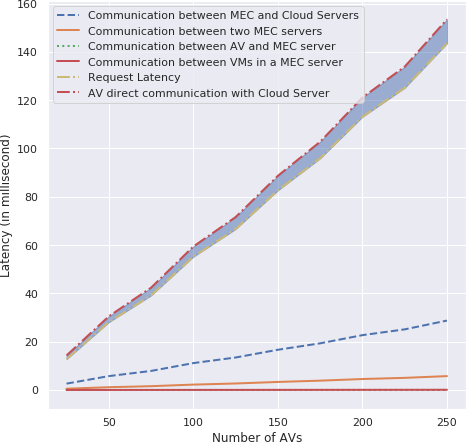 160
140
120
100
80
60
40
20
0
Latency (in millisecond)
Communication between MEC and Cloud Servers
Communication between two MEC servers
Communication between AV and MEC server
Communication between VMs in a MEC server
Request Latency
AV direct communication with Cloud Server
50 100 150 200 250
Number of AVs